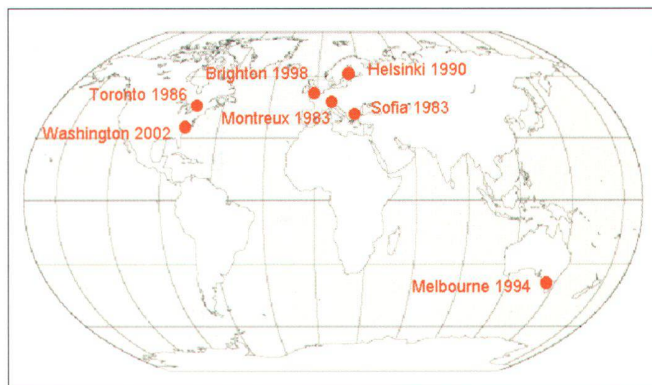 Brighton 1998
Helsinki 1990
Toronto 1986
Montreux 1983
Sofia 1983
Washington 2002
Melbourne 1994